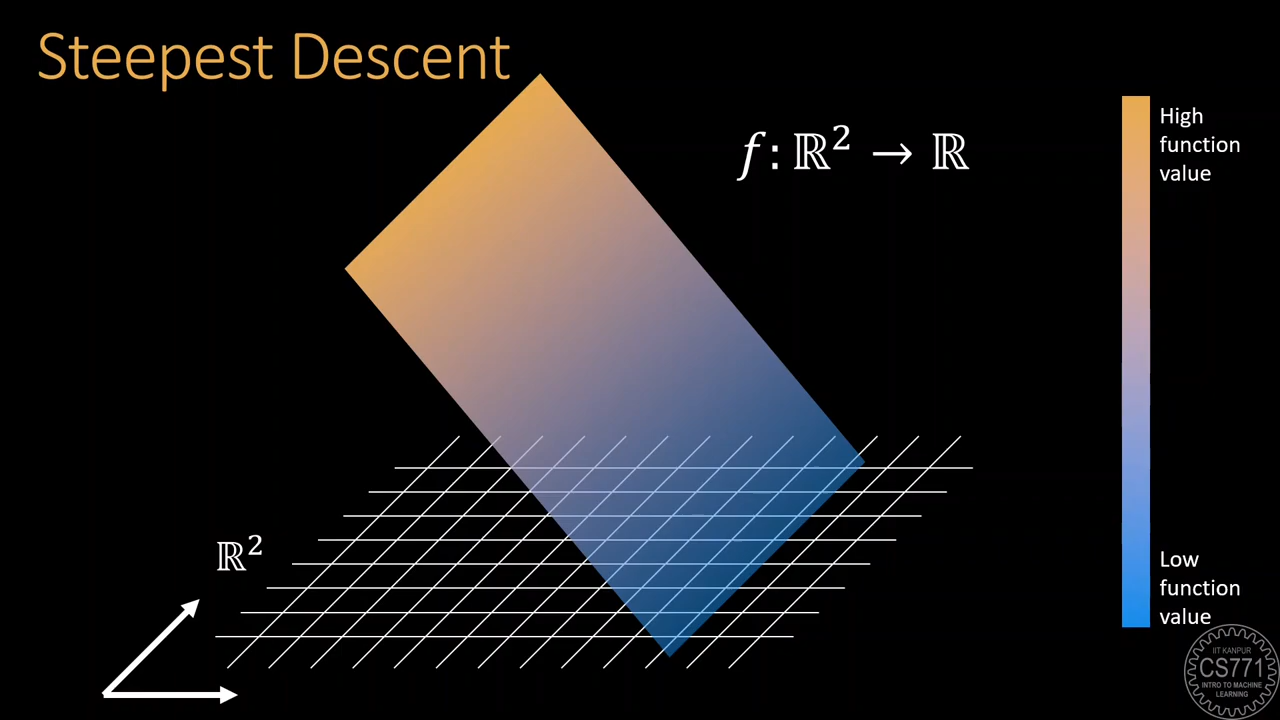 Steepest Descent
f: ℝ² → ℝ
High
function
value
ℝ²
Low
function
value
IIT KANPUR
CS771
INTRO TO MACHINE
LEARNING